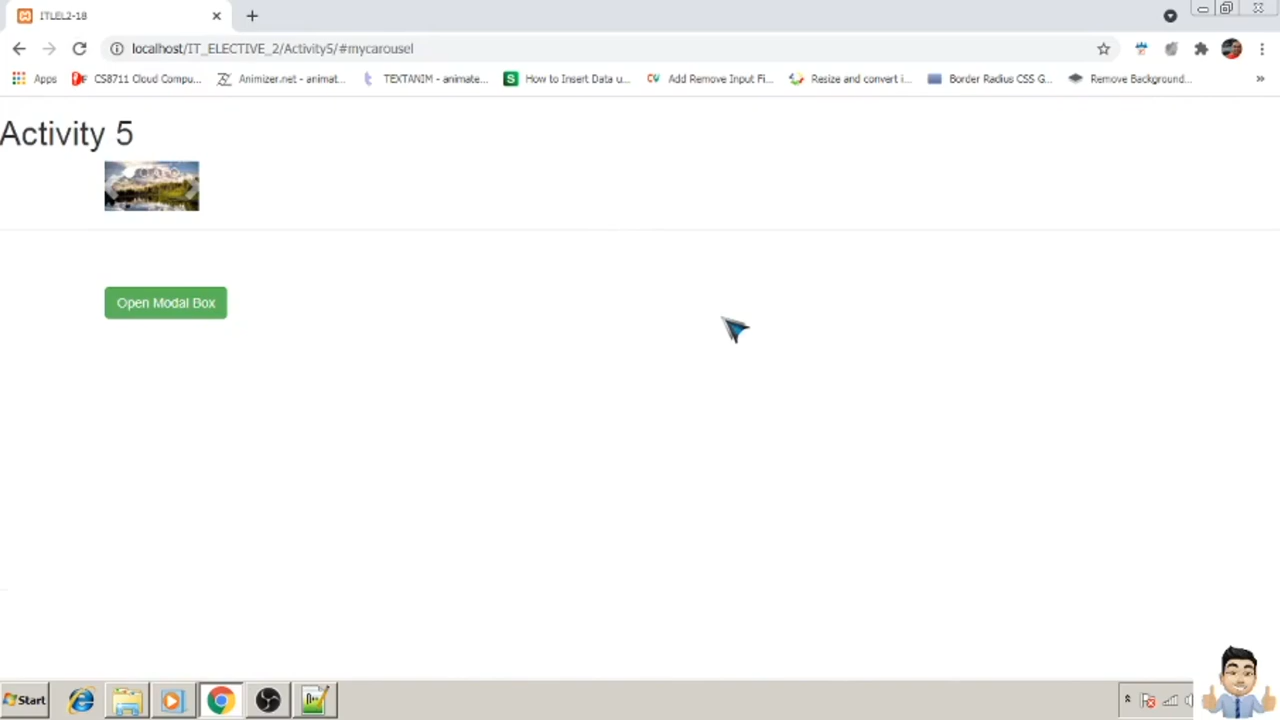 ITLEL2-18
localhost/IT_ELECTIVE_2/Activity5/#mycarousel
Apps CS8711 Cloud Compu... Animizer.net - animat... TEXTANIM - animate... How to Insert Data u... Add Remove Input Fi... Resize and convert i... Border Radius CSS G... Remove Background... »
Activity 5
Open Modal Box
Start